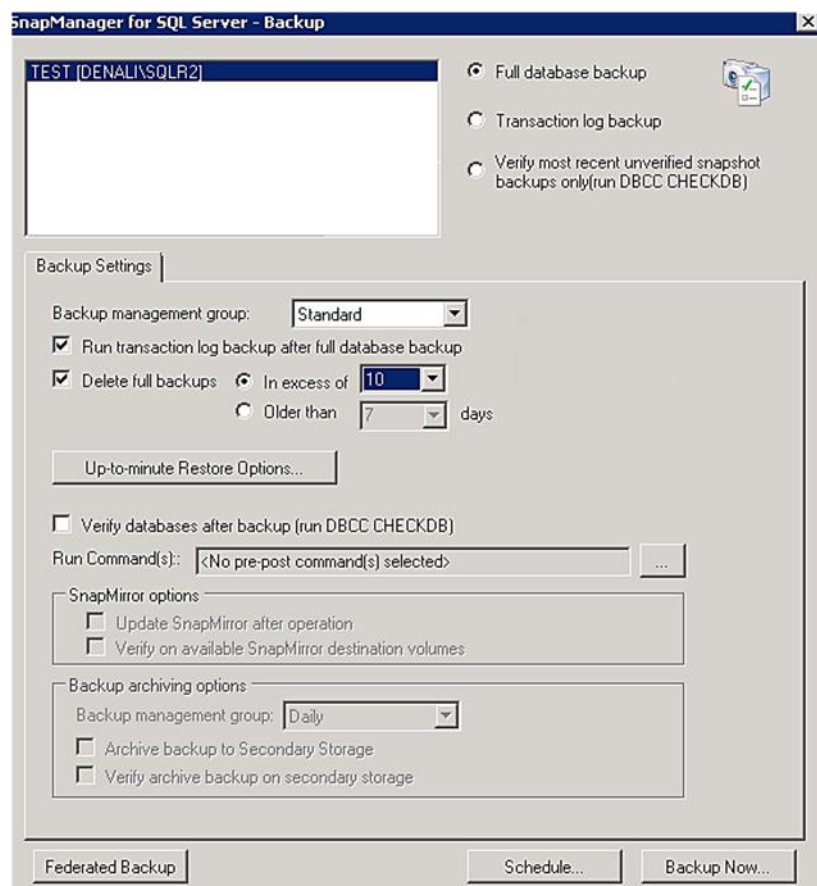 SnapManager for SQL Server - Backup
TEST [DENALI\SQLR2]
Full database backup
Transaction log backup
Verify most recent unverified snapshot
backups only(run DBCC CHECKDB)
Backup Settings
Backup management group: Standard
Run transaction log backup after full database backup
Delete full backups In excess of 10
Older than 7 days
Up-to-minute Restore Options...
Verify databases after backup (run DBCC CHECKDB)
Run Command(s):: <No pre-post command(s) selected> ...
SnapMirror options
Update SnapMirror after operation
Verify on available SnapMirror destination volumes
Backup archiving options
Backup management group: Daily
Archive backup to Secondary Storage
Verify archive backup on secondary storage
Federated Backup Schedule... Backup Now...